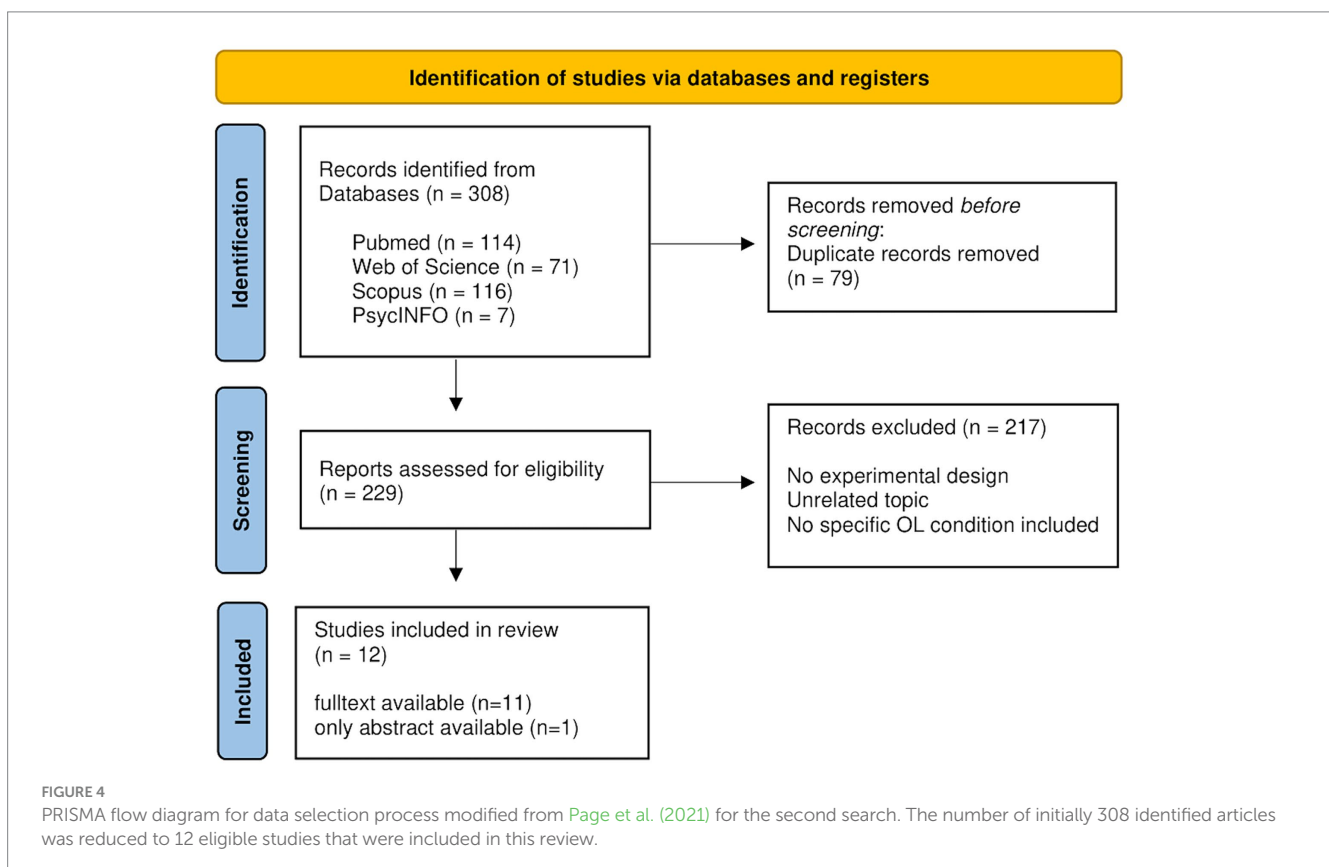 Identification of studies via databases and registers
Identification
Records identified from
Databases (n = 308)
Pubmed (n = 114)
Web of Science (n = 71)
Scopus (n = 116)
PsycINFO (n = 7)
Records removed before
screening:
Duplicate records removed
(n = 79)
Screening
Reports assessed for eligibility
(n = 229)
Records excluded (n = 217)
No experimental design
Unrelated topic
No specific OL condition included
Included
Studies included in review
(n = 12)
fulltext available (n=11)
only abstract available (n=1)
FIGURE 4
PRISMA flow diagram for data selection process modified from Page et al. (2021) for the second search. The number of initially 308 identified articles
was reduced to 12 eligible studies that were included in this review.